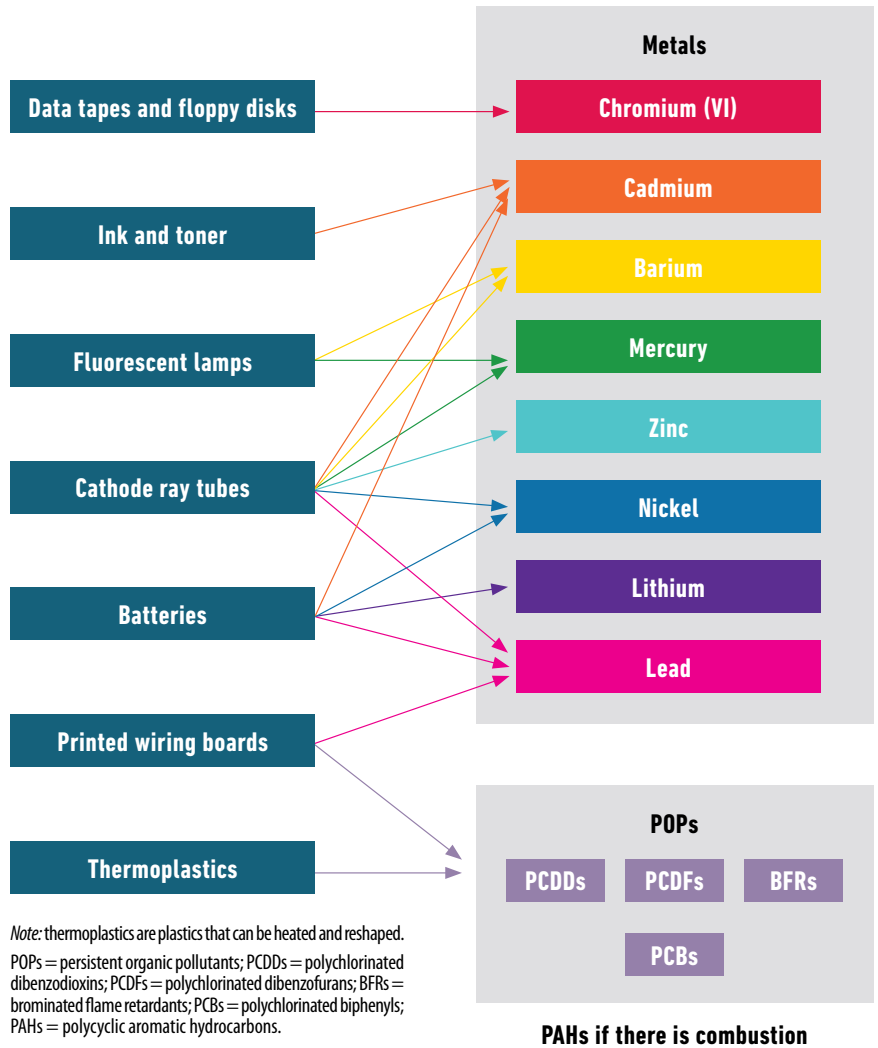 Metals
Data tapes and floppy disks
Chromium (VI)
Cadmium
Ink and toner
Barium
Fluorescent lamps
Mercury
Zinc
Cathode ray tubes
Nickel
Batteries
Lithium
Lead
Printed wiring boards
POPs
Thermoplastics
PCDDs
PCDFs
BFRs
PCBs
Note: thermoplastics are plastics that can be heated and reshaped.
POPs = persistent organic pollutants; PCDDs = polychlorinated
dibenzodioxins; PCDFs = polychlorinated dibenzofurans; BFRs =
brominated flame retardants; PCBs = polychlorinated biphenyls;
PAHs = polycyclic aromatic hydrocarbons.
PAHs if there is combustion